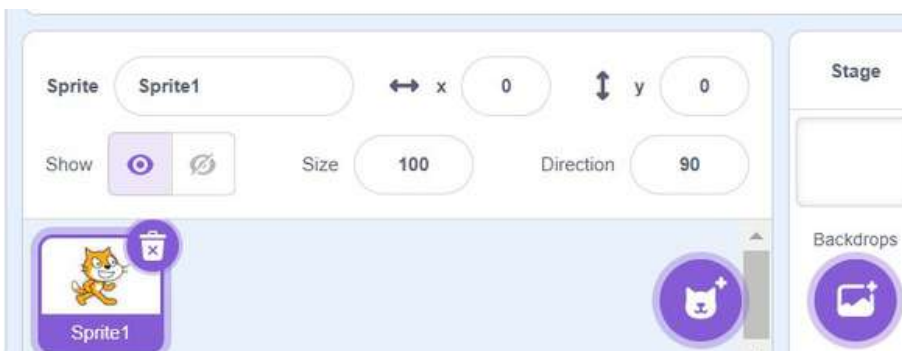 Sprite Sprite1 x 0 y 0
Show Size 100 Direction 90
Sprite1
Stage
Backdrops